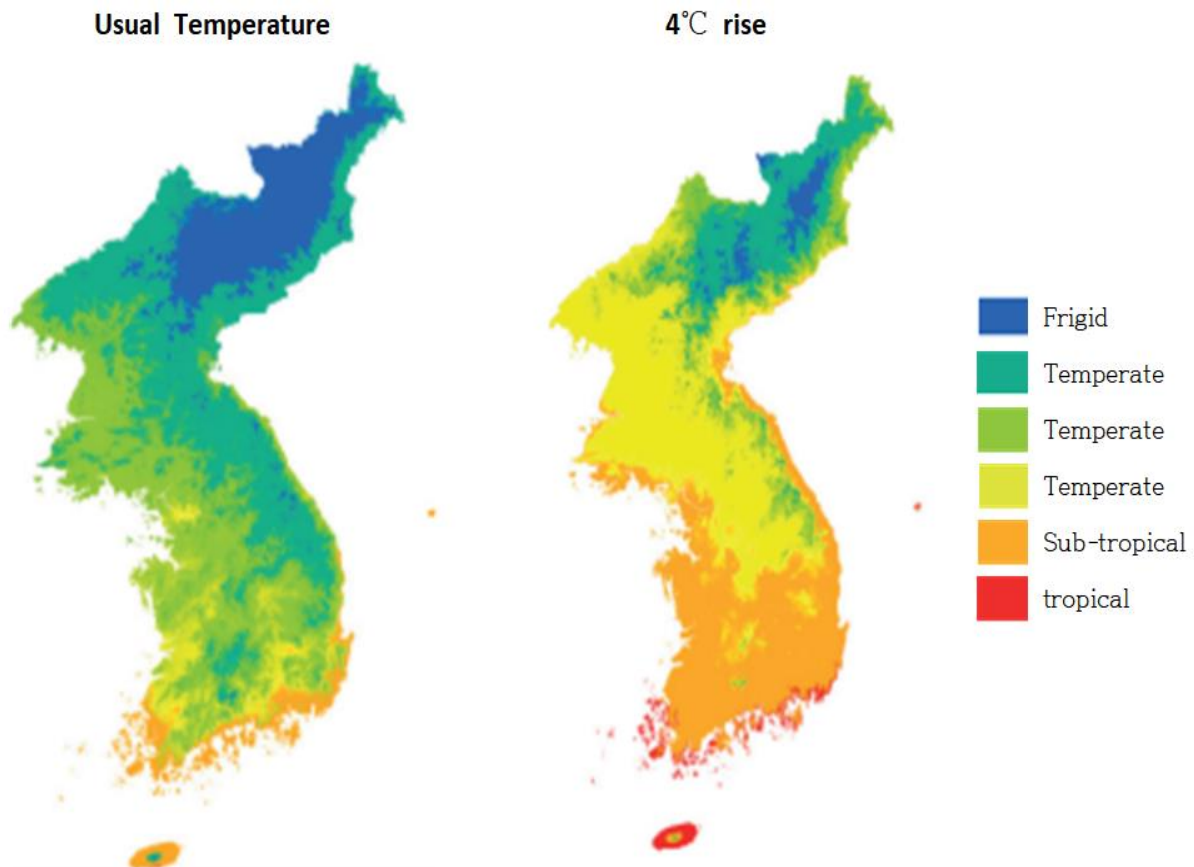 Usual Temperature
4℃ rise
Frigid
Temperate
Temperate
Temperate
Sub-tropical
tropical